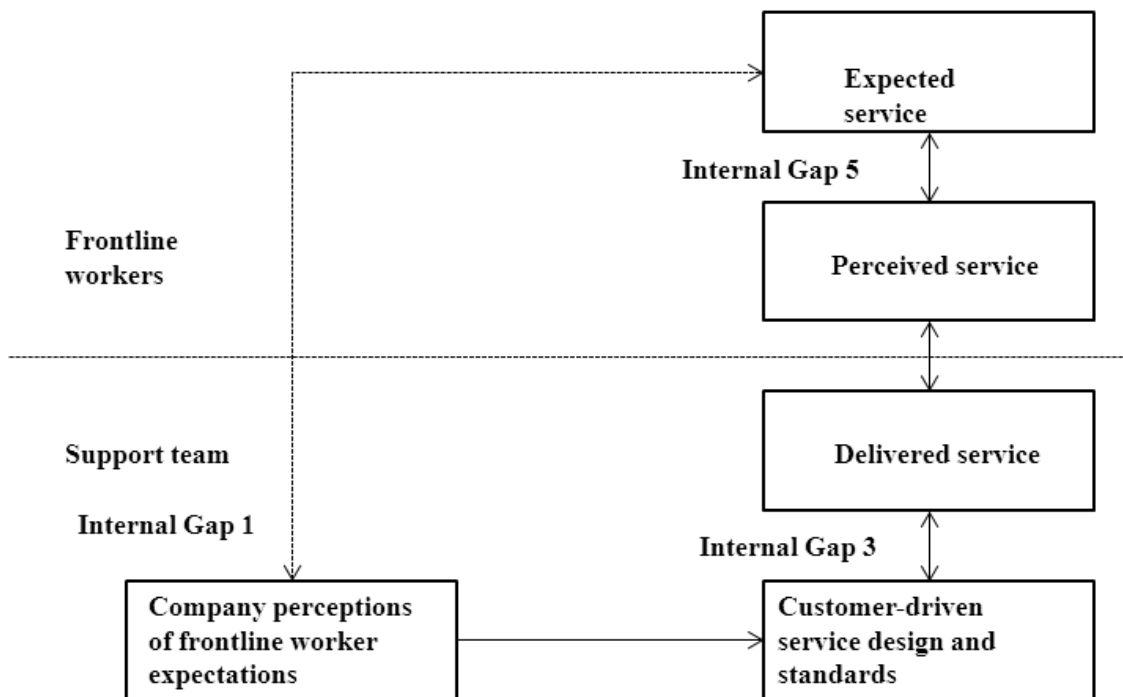 Expected
service
Internal Gap 5
Frontline
workers
Perceived service
Support team
Delivered service
Internal Gap 1
Internal Gap 3
Company perceptions
of frontline worker
expectations
Customer-driven
service design and
standards